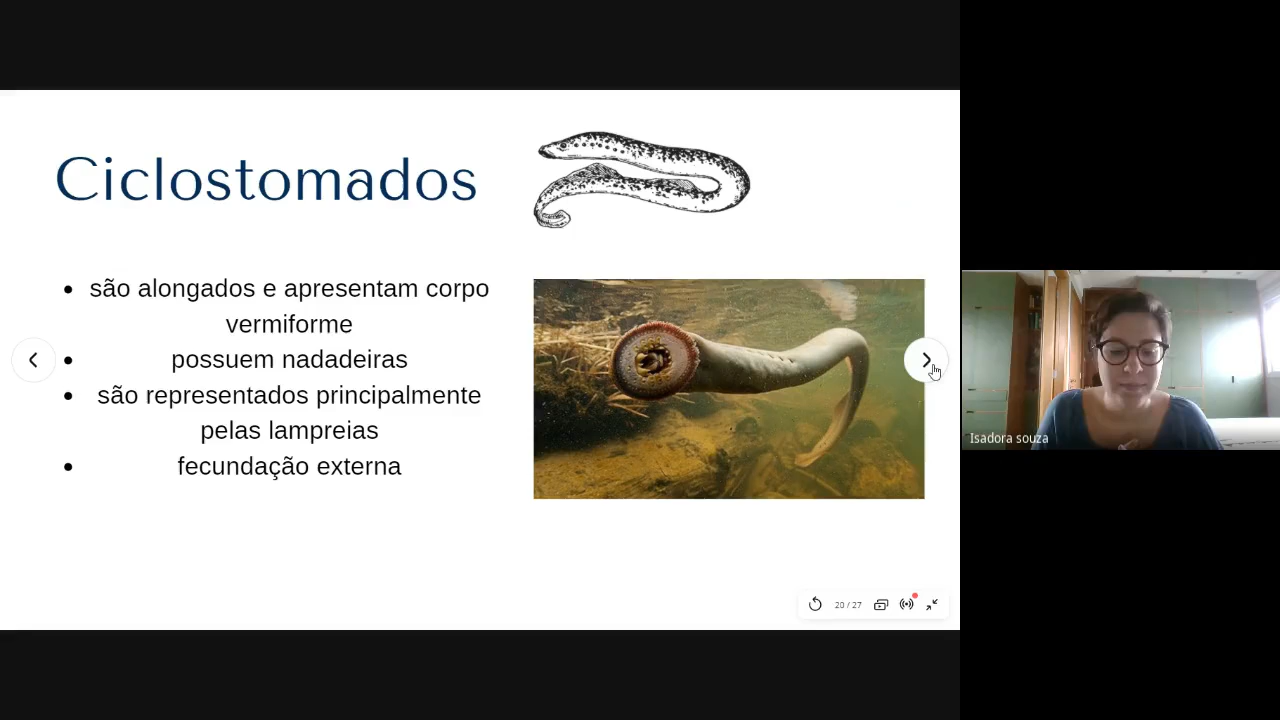 Ciclostomados
são alongados e apresentam corpo
vermiforme
possuem nadadeiras
são representados principalmente
pelas lampreias
fecundação externa
Isadora souza
20 / 27